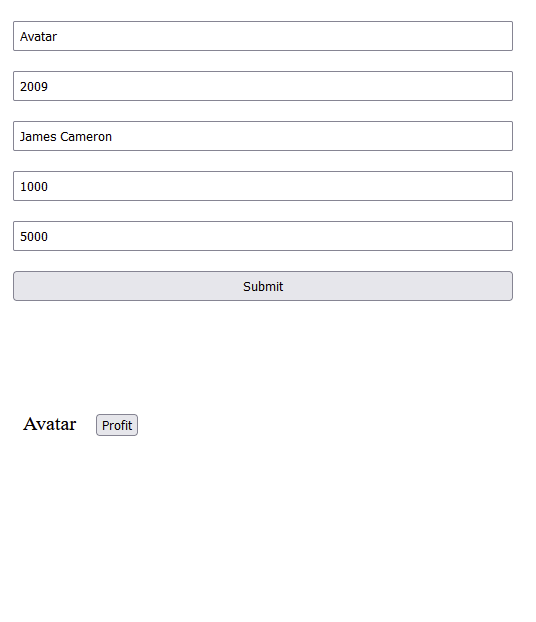 Avatar
2009
James Cameron
1000
5000
Submit
Avatar Profit